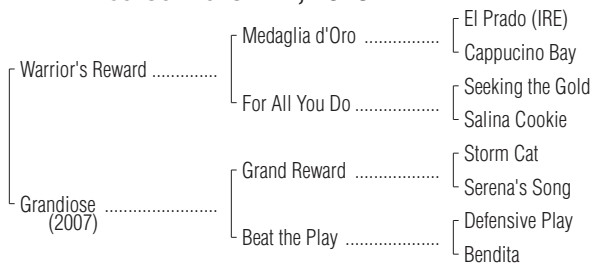 El Prado (IRE)
Medaglia d'Oro ................
Cappucino Bay
Warrior's Reward .............
Seeking the Gold
For All You Do ..................
Salina Cookie
Storm Cat
Grand Reward ..................
Serena's Song
Grandiose ........................
(2007)
Defensive Play
Beat the Play ....................
Bendita